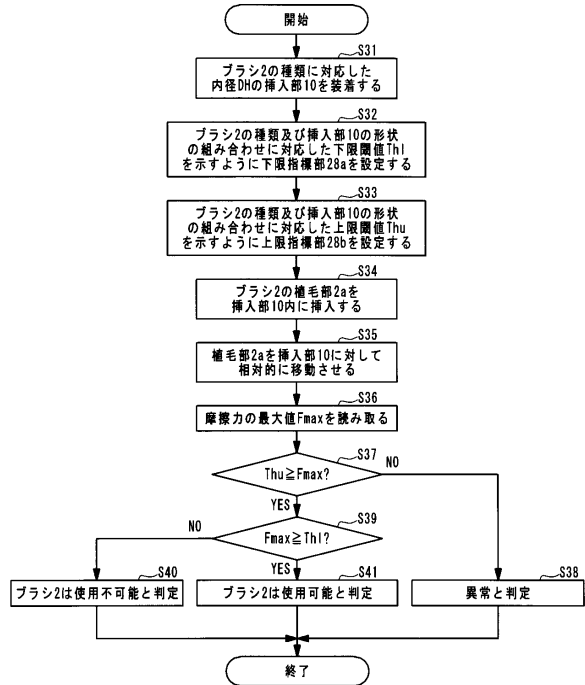 開始
S31
ブラシ2の種類に対応した
内径DHの挿入部10を装着する
S32
ブラシ2の種類及び挿入部10の形状
の組み合わせに対応した下限閾値Thl
を示すように下限指標部28aを設定する
S33
ブラシ2の種類及び挿入部10の形状
の組み合わせに対応した上限閾値Thu
を示すように上限指標部28bを設定する
S34
ブラシ2の植毛部2aを
挿入部10内に挿入する
S35
植毛部2aを挿入部10に対して
相対的に移動させる
S36
摩擦力の最大値Fmaxを読み取る
S37
Thu≧Fmax?
NO
YES
S39
Fmax≧Thl?
NO
YES
S40
ブラシ2は使用不可能と判定
S41
ブラシ2は使用可能と判定
S38
異常と判定
終了